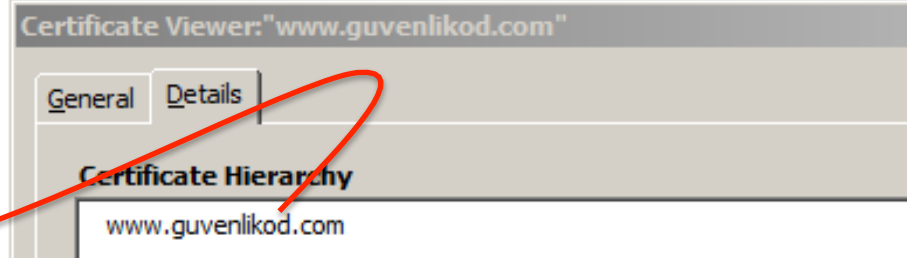 Certificate Viewer:"www.guvenlikod.com"
General Details
Certificate Hierarchy
www.guvenlikod.com